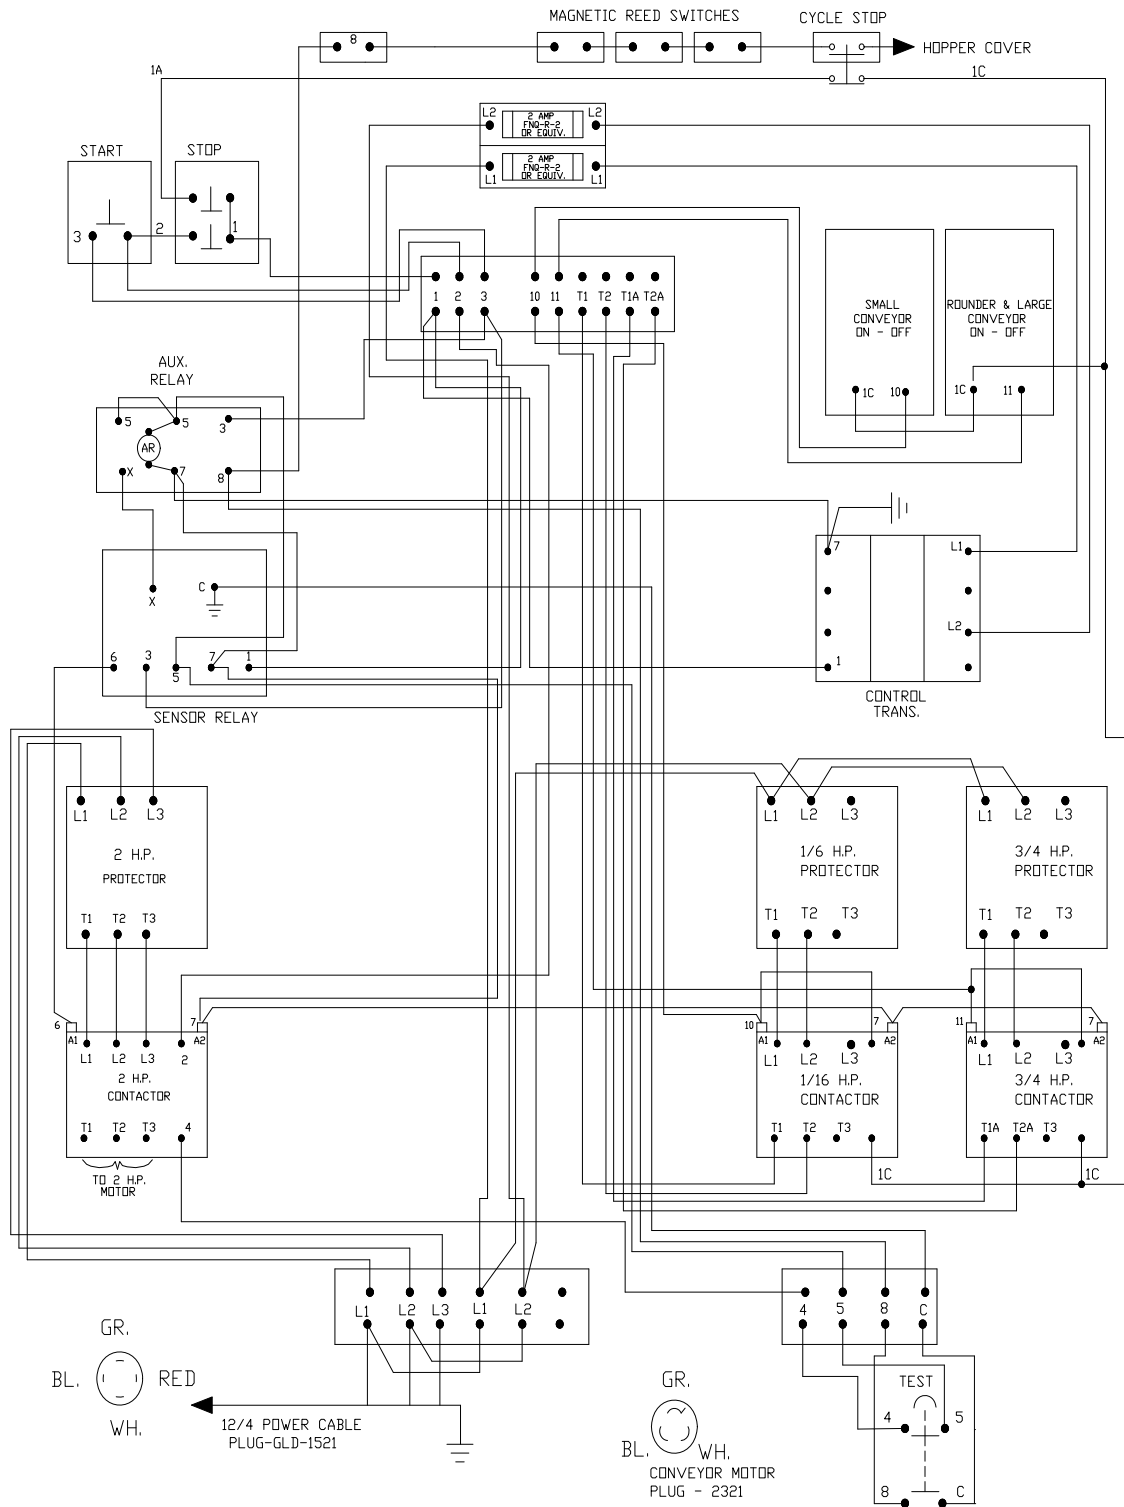 MAGNETIC REED SWITCHES
CYCLE STOP
8
HOPPER COVER
1A
1C
L2
2 AMP
FNQ-R-2
OR EQUIV.
L2
L1
2 AMP
FNQ-R-2
OR EQUIV.
L1
START
STOP
3
2
1
1 2 3 10 11 T1 T2 T1A T2A
SMALL
CONVEYOR
ON - OFF
1C 10
ROUNDER & LARGE
CONVEYOR
ON - OFF
1C 11
AUX.
RELAY
5 5 3
AR
X 7 8
7 L1
L2
1
CONTROL
TRANS.
C
X
6 3 5 7 1
SENSOR RELAY
L1 L2 L3
2 H.P.
PROTECTOR
T1 T2 T3
L1 L2 L3
1/6 H.P.
PROTECTOR
T1 T2 T3
L1 L2 L3
3/4 H.P.
PROTECTOR
T1 T2 T3
6 7
A1 A2
L1 L2 L3 2
2 H.P.
CONTACTOR
T1 T2 T3 4
TO 2 H.P.
MOTOR
10 7
A1 A2
L1 L2 L3
1/16 H.P.
CONTACTOR
T1 T2 T3
1C
11 7
A1 A2
L1 L2 L3
3/4 H.P.
CONTACTOR
T1A T2A T3
1C
L1 L2 L3 L1 L2
4 5 8 C
GR.
BL. RED
WH.
12/4 POWER CABLE
PLUG-GLD-1521
GR.
BL. WH.
CONVEYOR MOTOR
PLUG - 2321
TEST
4 5
8 C